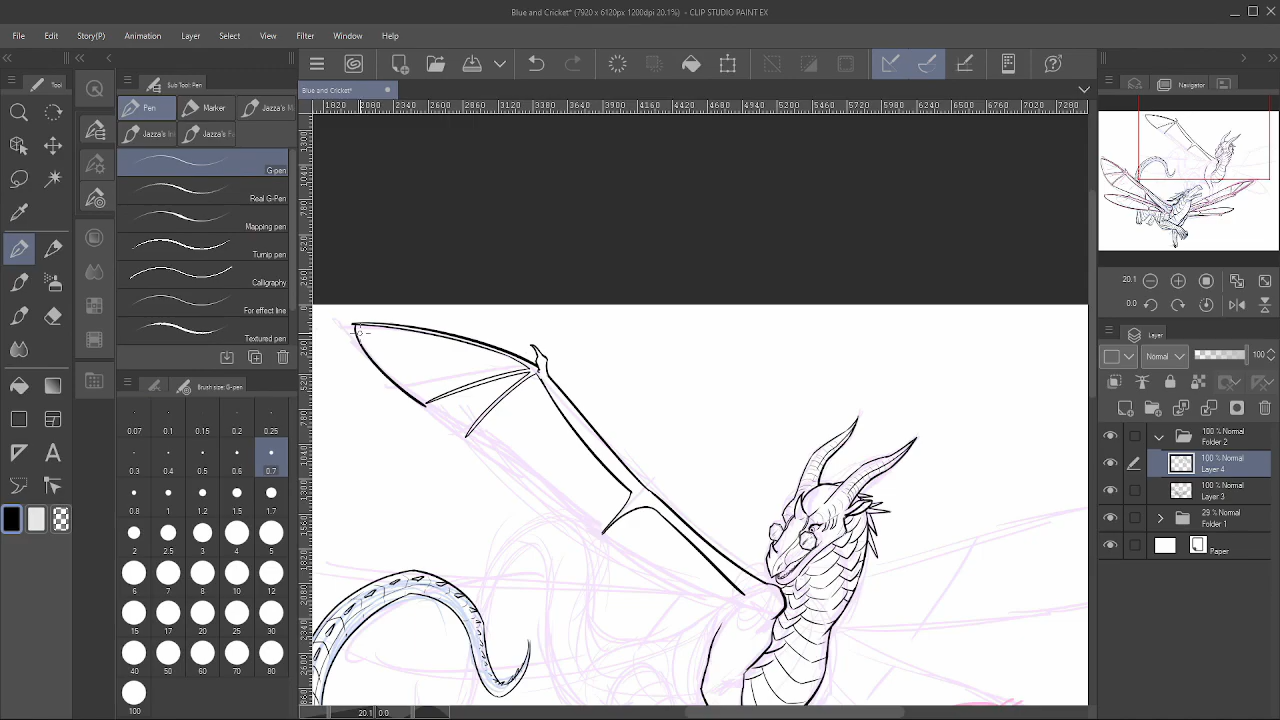 Blue and Cricket* (7920 x 6120px 1200dpi 20.1%) - CLIP STUDIO PAINT EX
File Edit Story(P) Animation Layer Select View Filter Window Help
Tool
Sub Tool: Pen
Pen Marker Jazza's M
Jazza's Jazza's
G-pen
Real G-Pen
Mapping pen
Turnip pen
Calligraphy
For effect line
Textured pen
Brush size: G-pen
0.07 0.1 0.15 0.2 0.25
0.3 0.4 0.5 0.6 0.7
0.8 1 1.2 1.5 1.7
2 2.5 3 4 5
6 7 8 10 12
15 17 20 25 30
40 50 60 70 80
100
Blue and Cricket*
1820 2080 2340 2600 2860 3120 3380 3640 3900 4160 4420 4680 4940 5200 5460 5720 5980 6240 6500 6760 7020 7280
20.1 0.0
Navigator
20.1
0.0
Layer
Normal 100
100 % Normal
Folder 2
100 % Normal
Layer 4
100 % Normal
Layer 3
29 % Normal
Folder 1
Paper